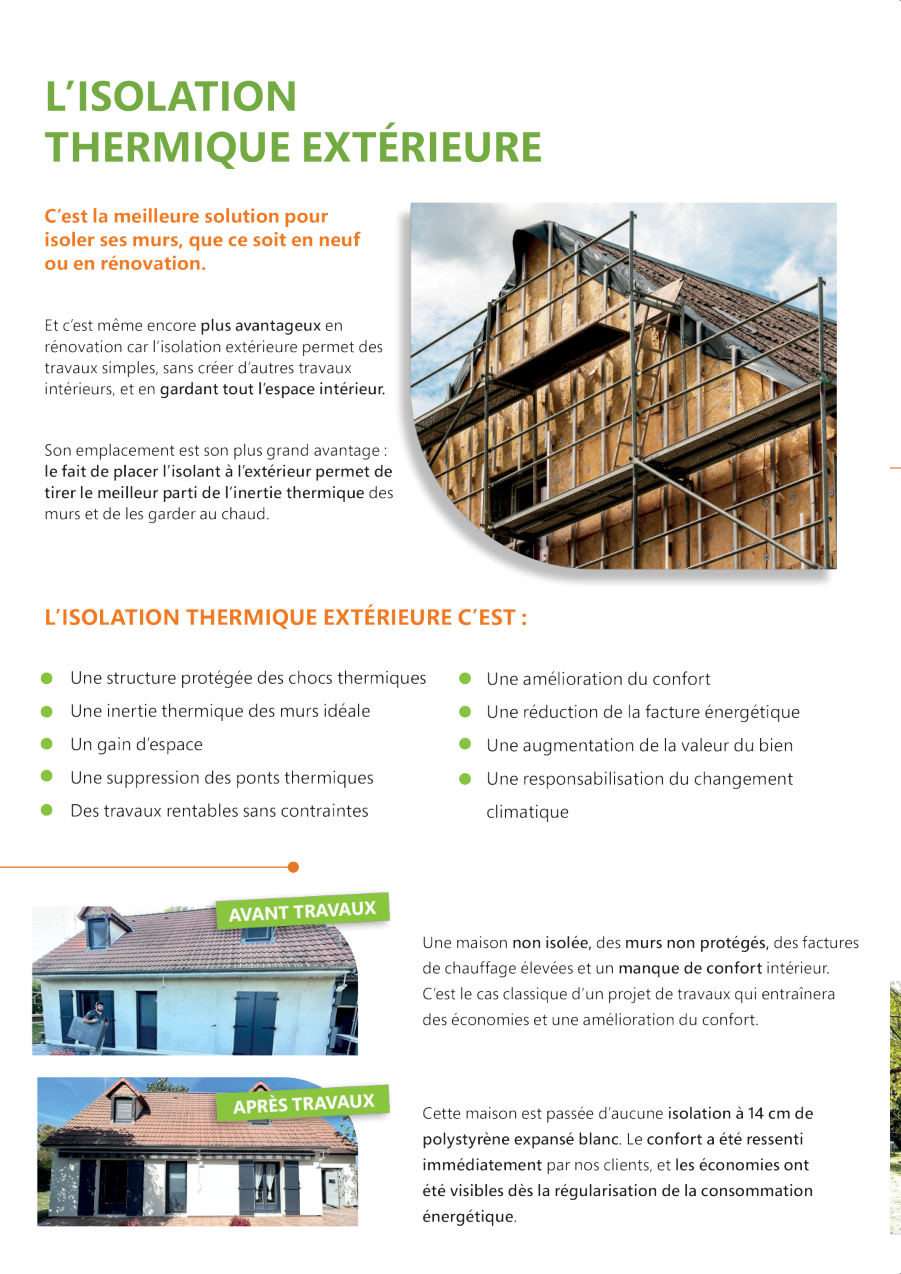 L’ISOLATION
THERMIQUE EXTÉRIEURE
C’est la meilleure solution pour
isoler ses murs, que ce soit en neuf
ou en rénovation.
Et c’est même encore plus avantageux en
rénovation car l’isolation extérieure permet des
travaux simples, sans créer d’autres travaux
intérieurs, et en gardant tout l’espace intérieur.
Son emplacement est son plus grand avantage :
le fait de placer l’isolant à l’extérieur permet de
tirer le meilleur parti de l’inertie thermique des
murs et de les garder au chaud.
L’ISOLATION THERMIQUE EXTÉRIEURE C’EST :
Une structure protégée des chocs thermiques
Une inertie thermique des murs idéale
Un gain d’espace
Une suppression des ponts thermiques
Des travaux rentables sans contraintes
Une amélioration du confort
Une réduction de la facture énergétique
Une augmentation de la valeur du bien
Une responsabilisation du changement
climatique
AVANT TRAVAUX
Une maison non isolée, des murs non protégés, des factures
de chauffage élevées et un manque de confort intérieur.
C’est le cas classique d’un projet de travaux qui entraînera
des économies et une amélioration du confort.
APRÈS TRAVAUX
Cette maison est passée d’aucune isolation à 14 cm de
polystyrène expansé blanc. Le confort a été ressenti
immédiatement par nos clients, et les économies ont
été visibles dès la régularisation de la consommation
énergétique.